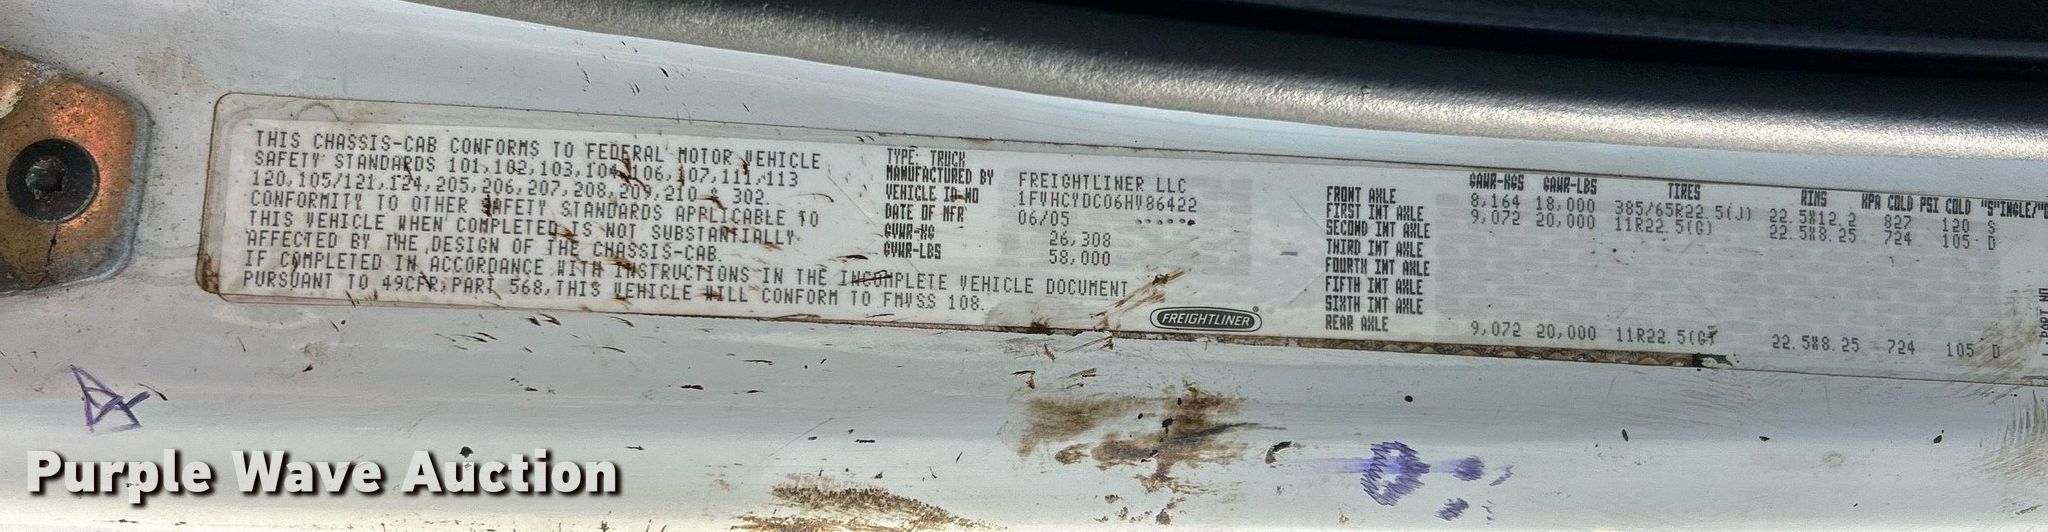 THIS CHASSIS-CAB CONFORMS TO FEDERAL MOTOR VEHICLE
SAFETY STANDARDS 101,102,103,104,106,107,111,113
120,105/121,124,205,206,207,208,209,210 & 302.
CONFORMITY TO OTHER SAFETY STANDARDS APPLICABLE TO
THIS VEHICLE WHEN COMPLETED IS NOT SUBSTANTIALLY
AFFECTED BY THE DESIGN OF THE CHASSIS-CAB.
IF COMPLETED IN ACCORDANCE WITH INSTRUCTIONS IN THE INCOMPLETE VEHICLE DOCUMENT
PURSUANT TO 49CFR,PART 568,THIS VEHICLE WILL CONFORM TO FMVSS 108.
TYPE: TRUCK
MANUFACTURED BY FREIGHTLINER LLC
VEHICLE ID NO 1FVHCYDC06HV86422
DATE OF MFR 06/05
GVWR-KG 26,308
GVWR-LBS 58,000
FREIGHTLINER
GAWR-KGS GAWR-LBS TIRES RIMS KPA COLD PSI COLD "S"INGLE/"D
FRONT AXLE 8,164 18,000 385/65R22.5(J) 22.5X12.2 827 120 S
FIRST INT AXLE 9,072 20,000 11R22.5(G) 22.5X8.25 724 105 D
SECOND INT AXLE
THIRD INT AXLE
FOURTH INT AXLE
FIFTH INT AXLE
SIXTH INT AXLE
REAR AXLE 9,072 20,000 11R22.5(G) 22.5X8.25 724 105 D
PART NO
Purple Wave Auction